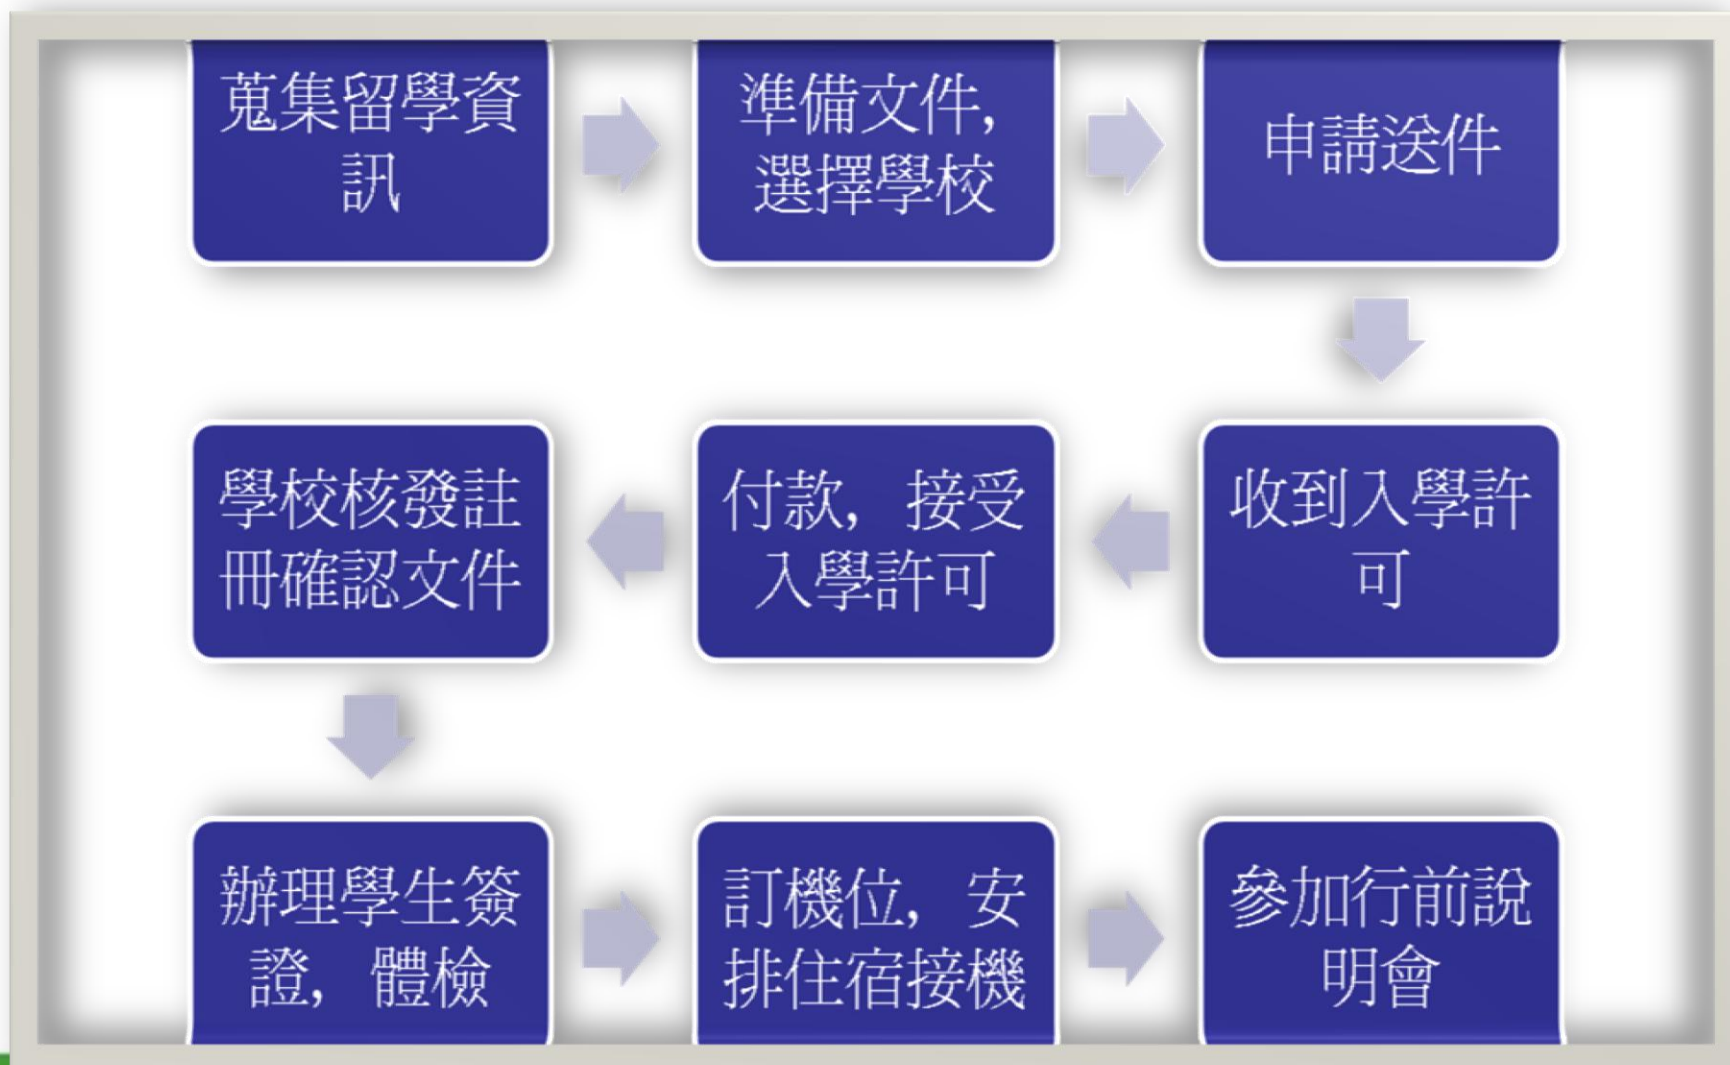 蒐集留學資
訊
準備文件,
選擇學校
申請送件
收到入學許
可
付款, 接受
入學許可
學校核發註
冊確認文件
辦理學生簽
證, 體檢
訂機位, 安
排住宿接機
參加行前說
明會